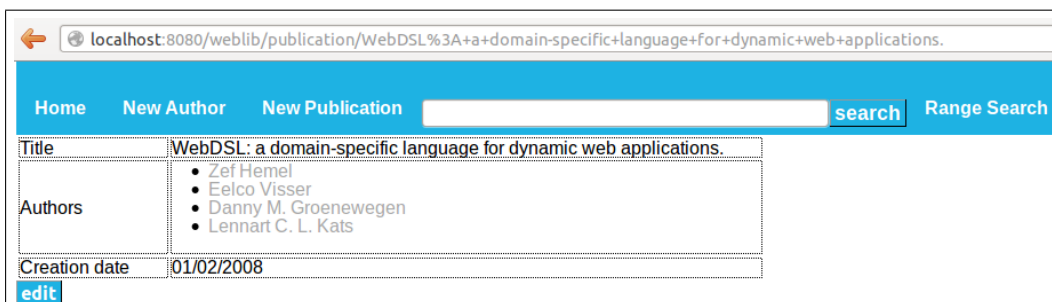 localhost:8080/weblib/publication/WebDSL%3A+a+domain-specific+language+for+dynamic+web+applications.
Home New Author New Publication search Range Search
Title WebDSL: a domain-specific language for dynamic web applications.
Authors
Zef Hemel
Eelco Visser
Danny M. Groenewegen
Lennart C. L. Kats
Creation date 01/02/2008
edit